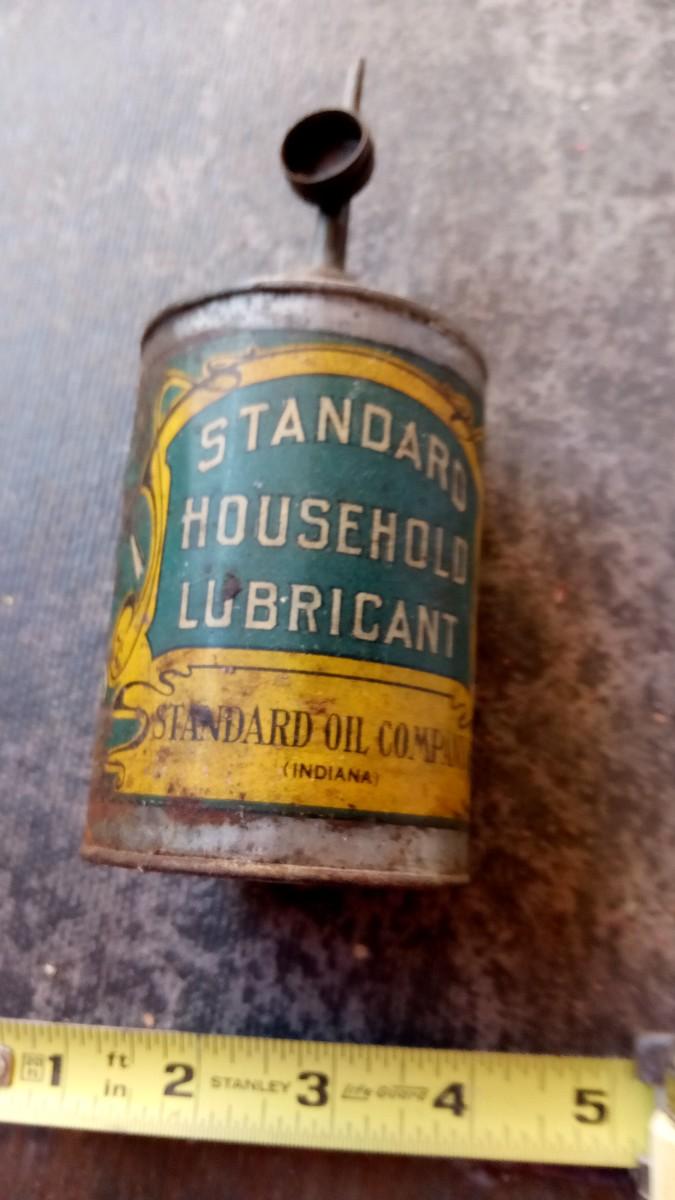 STANDARD
HOUSEHOLD
LUBRICANT
STANDARD OIL COMPANY
(INDIANA)
1 ft in 2 STANLEY 3 Life Guard 4 5